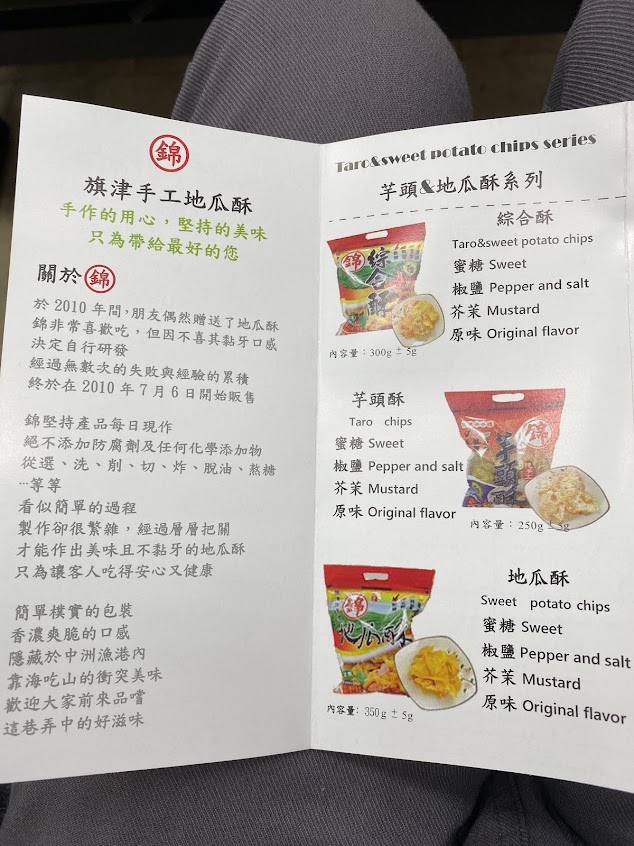 錦
旗津手工地瓜酥
手作的用心，堅持的美味
只為帶給最好的您
關於錦
於 2010 年間，朋友偶然贈送了地瓜酥
錦非常喜歡吃，但因不喜其黏牙口感
決定自行研發
經過無數次的失敗與經驗的累積
終於在 2010 年 7 月 6 日開始販售
錦堅持產品每日現作
絕不添加防腐劑及任何化學添加物
從選、洗、削、切、炸、脫油、熬糖
…等等
看似簡單的過程
製作卻很繁雜，經過層層把關
才能作出美味且不黏牙的地瓜酥
只為讓客人吃得安心又健康
簡單樸實的包裝
香濃爽脆的口感
隱藏於中洲漁港內
靠海吃山的衝突美味
歡迎大家前來品嚐
這巷弄中的好滋味
Taro&sweet potato chips series
芋頭&地瓜酥系列
綜合酥
Taro&sweet potato chips
蜜糖 Sweet
椒鹽 Pepper and salt
芥茉 Mustard
原味 Original flavor
錦
綜合酥
內容量：300g ± 5g
芋頭酥
Taro chips
蜜糖 Sweet
椒鹽 Pepper and salt
芥茉 Mustard
原味 Original flavor
錦
芋頭酥
內容量：250g ± 5g
地瓜酥
Sweet potato chips
蜜糖 Sweet
椒鹽 Pepper and salt
芥茉 Mustard
原味 Original flavor
錦
地瓜酥
內容量：350g ± 5g